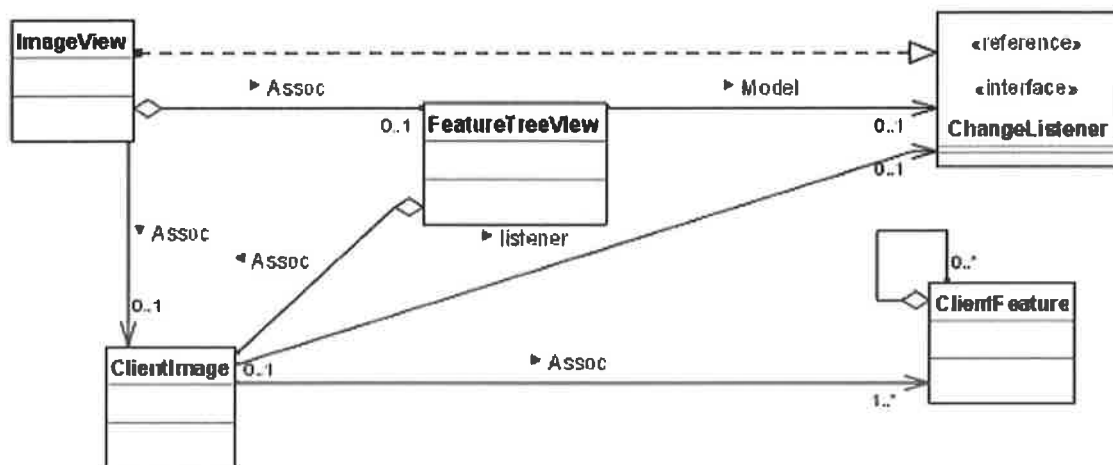 ImageView
«reference»
▸ Assoc
▸ Model
«interface»
0..1
FeatureTreeView
0..1
ChangeListener
0..1
▾ Assoc
▸ listener
◂ Assoc
0..*
0..1
ClientFeature
ClientImage
0..1
▸ Assoc
1..*